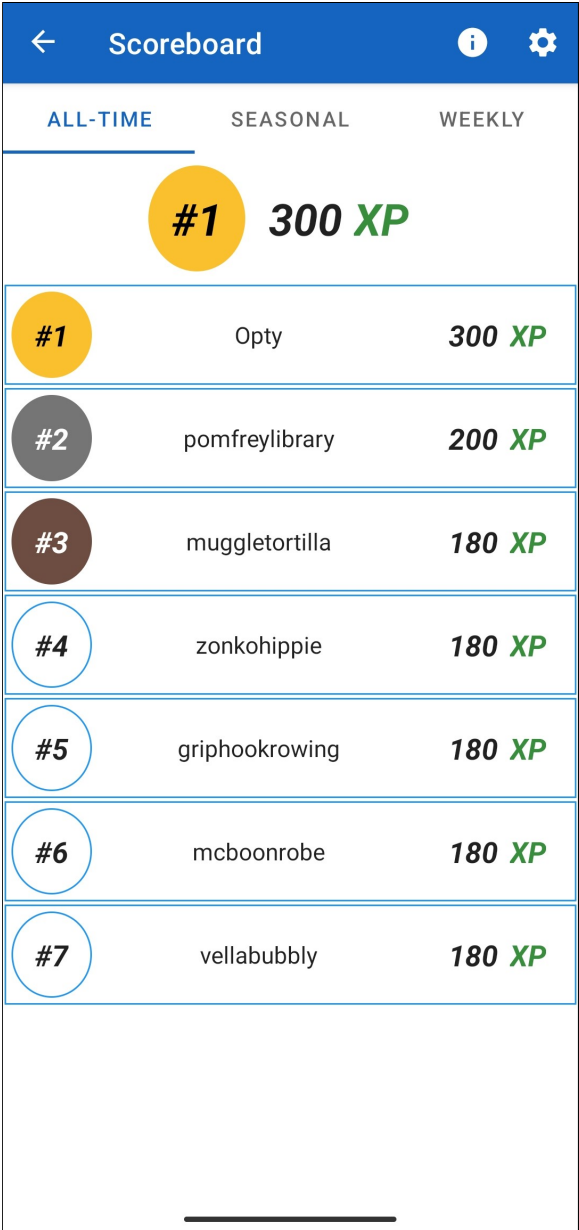 Scoreboard
ALL-TIME SEASONAL WEEKLY
#1 300 XP
#1 Opty 300 XP
#2 pomfreylibrary 200 XP
#3 muggletortilla 180 XP
#4 zonkohippie 180 XP
#5 griphookrowing 180 XP
#6 mcboonrobe 180 XP
#7 vellabubbly 180 XP